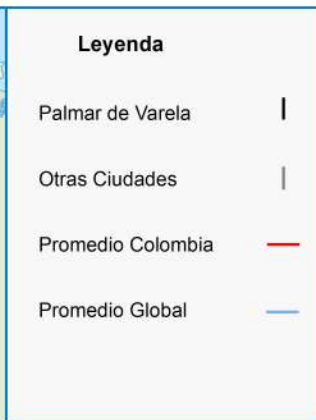 Leyenda
Palmar de Varela
Otras Ciudades
Promedio Colombia
Promedio Global